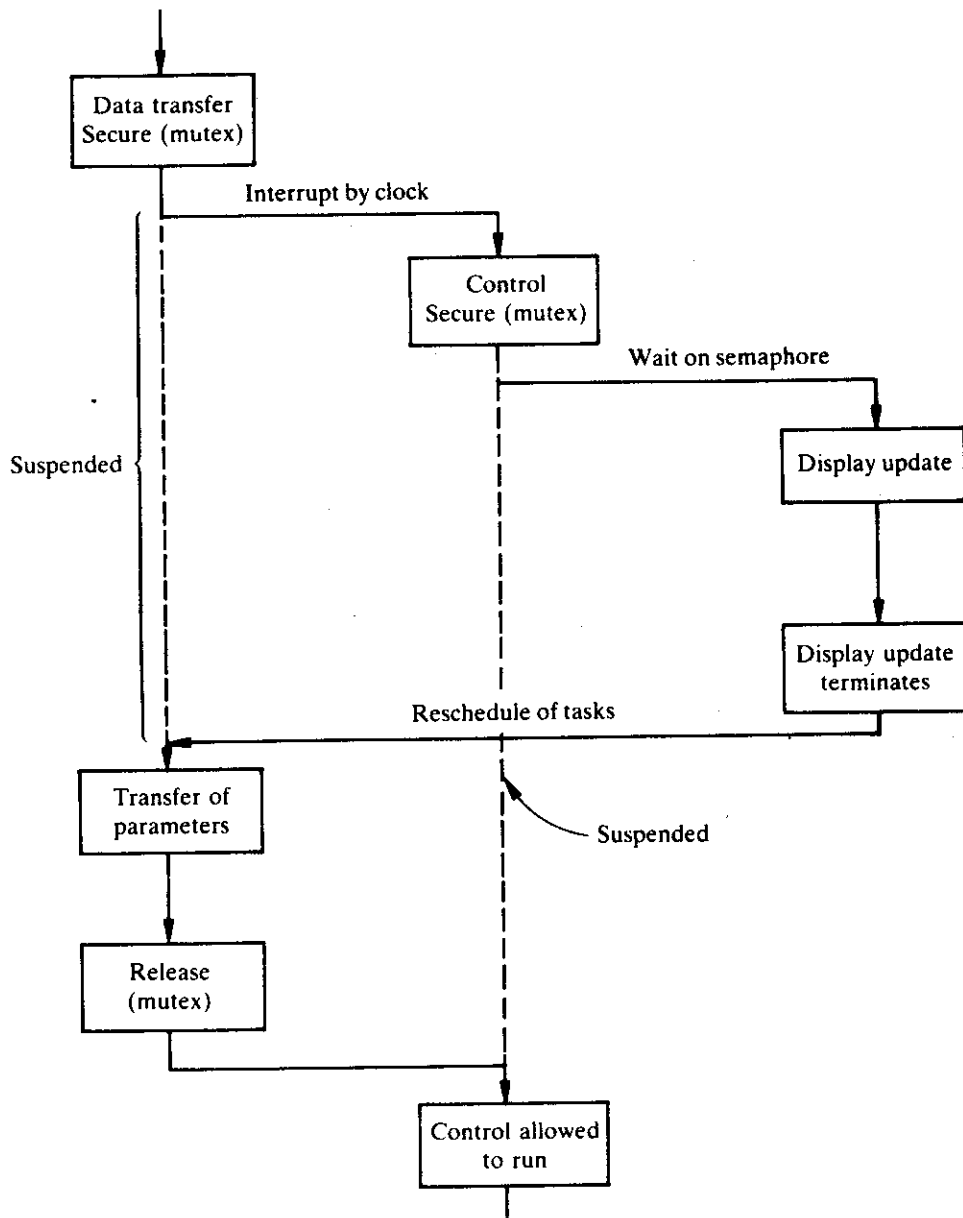 Data transfer
Secure (mutex)
Interrupt by clock
Control
Secure (mutex)
Wait on semaphore
Suspended
Display update
Display update
terminates
Reschedule of tasks
Transfer of
parameters
Suspended
Release
(mutex)
Control allowed
to run